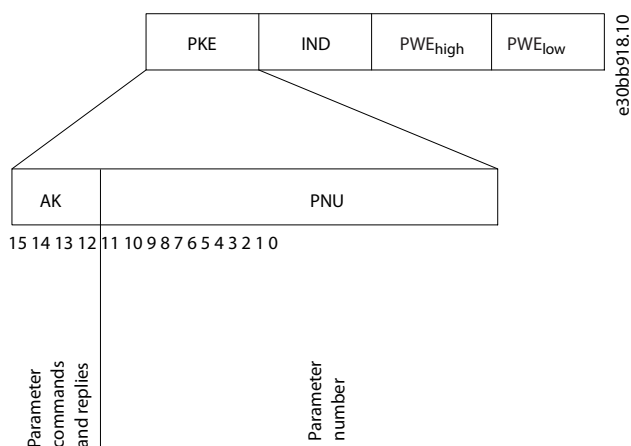 PKE IND PWEhigh PWElow
e30bb918.10
AK PNU
15 14 13 12 11 10 9 8 7 6 5 4 3 2 1 0
Parameter
commands
and replies
Parameter
number